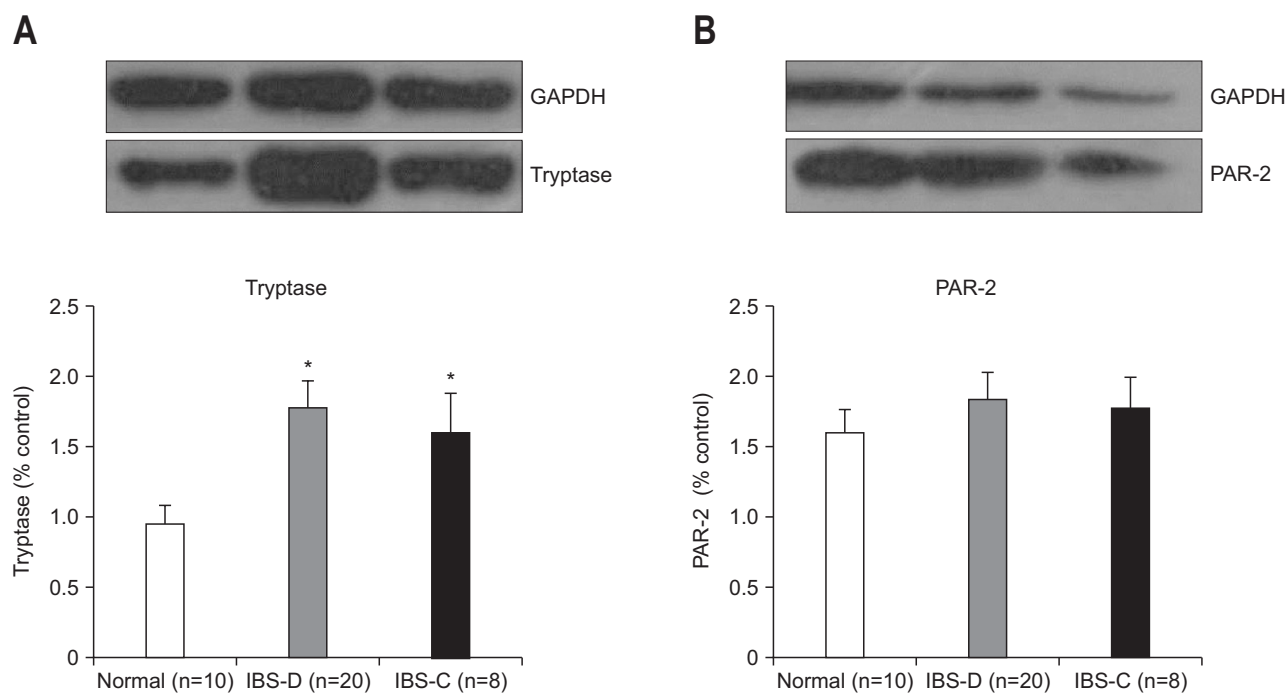 A
GAPDH
Tryptase
Tryptase
2.5
2.0
1.5
1.0
0.5
0
Tryptase (% control)
*
*
Normal (n=10) IBS-D (n=20) IBS-C (n=8)
B
GAPDH
PAR-2
PAR-2
2.5
2.0
1.5
1.0
0.5
0
PAR-2 (% control)
Normal (n=10) IBS-D (n=20) IBS-C (n=8)